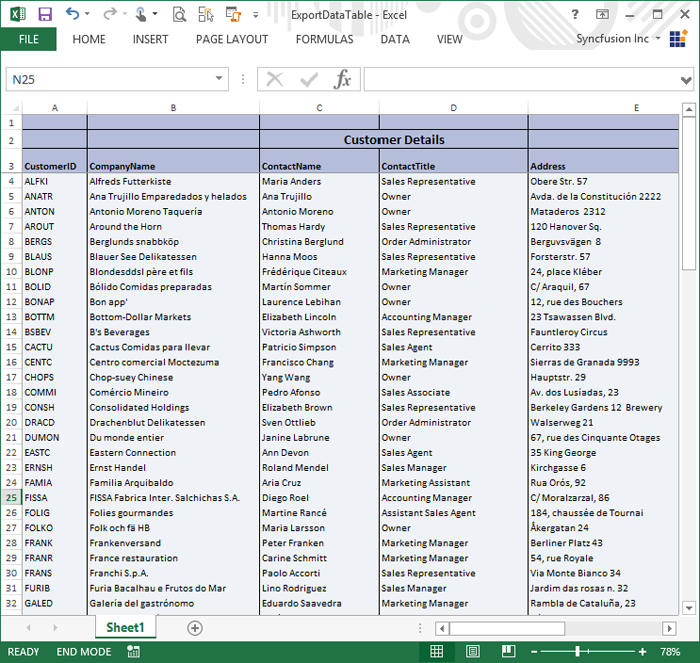 ExportDataTable - Excel
FILE HOME INSERT PAGE LAYOUT FORMULAS DATA VIEW Syncfusion Inc
N25 fx
A B C D E
1
2 Customer Details
3 CustomerID CompanyName ContactName ContactTitle Address
4 ALFKI Alfreds Futterkiste Maria Anders Sales Representative Obere Str. 57
5 ANATR Ana Trujillo Emparedados y helados Ana Trujillo Owner Avda. de la Constitución 2222
6 ANTON Antonio Moreno Taquería Antonio Moreno Owner Mataderos 2312
7 AROUT Around the Horn Thomas Hardy Sales Representative 120 Hanover Sq.
8 BERGS Berglunds snabbköp Christina Berglund Order Administrator Berguvsvägen 8
9 BLAUS Blauer See Delikatessen Hanna Moos Sales Representative Forsterstr. 57
10 BLONP Blondesddsl père et fils Frédérique Citeaux Marketing Manager 24, place Kléber
11 BOLID Bólido Comidas preparadas Martín Sommer Owner C/ Araquil, 67
12 BONAP Bon app' Laurence Lebihan Owner 12, rue des Bouchers
13 BOTTM Bottom-Dollar Markets Elizabeth Lincoln Accounting Manager 23 Tsawassen Blvd.
14 BSBEV B's Beverages Victoria Ashworth Sales Representative Fauntleroy Circus
15 CACTU Cactus Comidas para llevar Patricio Simpson Sales Agent Cerrito 333
16 CENTC Centro comercial Moctezuma Francisco Chang Marketing Manager Sierras de Granada 9993
17 CHOPS Chop-suey Chinese Yang Wang Owner Hauptstr. 29
18 COMMI Comércio Mineiro Pedro Afonso Sales Associate Av. dos Lusíadas, 23
19 CONSH Consolidated Holdings Elizabeth Brown Sales Representative Berkeley Gardens 12 Brewery
20 DRACD Drachenblut Delikatessen Sven Ottlieb Order Administrator Walserweg 21
21 DUMON Du monde entier Janine Labrune Owner 67, rue des Cinquante Otages
22 EASTC Eastern Connection Ann Devon Sales Agent 35 King George
23 ERNSH Ernst Handel Roland Mendel Sales Manager Kirchgasse 6
24 FAMIA Familia Arquibaldo Aria Cruz Marketing Assistant Rua Orós, 92
25 FISSA FISSA Fabrica Inter. Salchichas S.A. Diego Roel Accounting Manager C/ Moralzarzal, 86
26 FOLIG Folies gourmandes Martine Rancé Assistant Sales Agent 184, chaussée de Tournai
27 FOLKO Folk och fä HB Maria Larsson Owner Åkergatan 24
28 FRANK Frankenversand Peter Franken Marketing Manager Berliner Platz 43
29 FRANR France restauration Carine Schmitt Marketing Manager 54, rue Royale
30 FRANS Franchi S.p.A. Paolo Accorti Sales Representative Via Monte Bianco 34
31 FURIB Furia Bacalhau e Frutos do Mar Lino Rodriguez Sales Manager Jardim das rosas n. 32
32 GALED Galería del gastrónomo Eduardo Saavedra Marketing Manager Rambla de Cataluña, 23
Sheet1
READY END MODE 78%